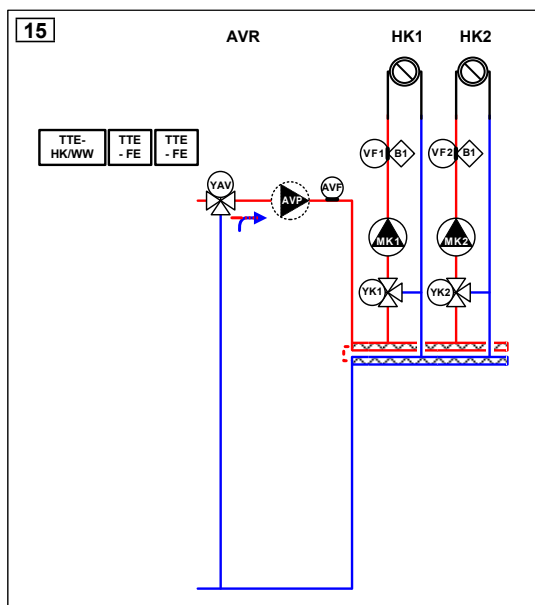 15
AVR
HK1
HK2
TTE-
HK/WW
TTE
- FE
TTE
- FE
VF1
B1
VF2
B1
YAV
AVP
AVF
MK1
MK2
YK1
YK2